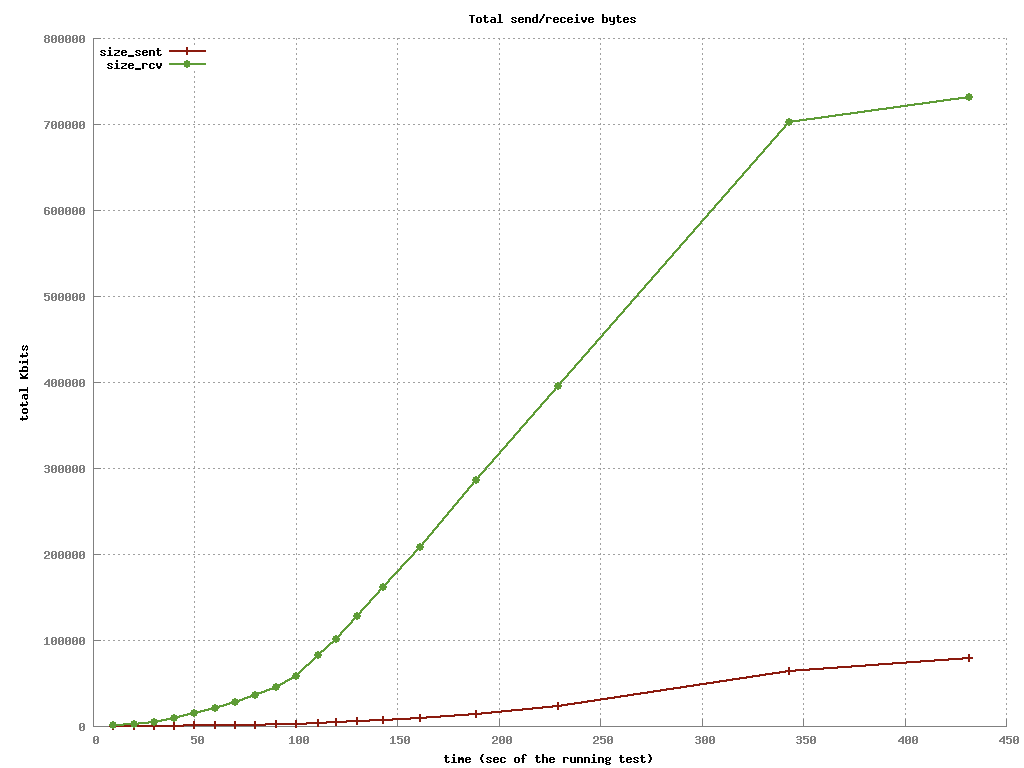 Total send/receive bytes
size_sent
size_rcv
800000
700000
600000
500000
400000
300000
200000
100000
0
total Kbits
0 50 100 150 200 250 300 350 400 450
time (sec of the running test)